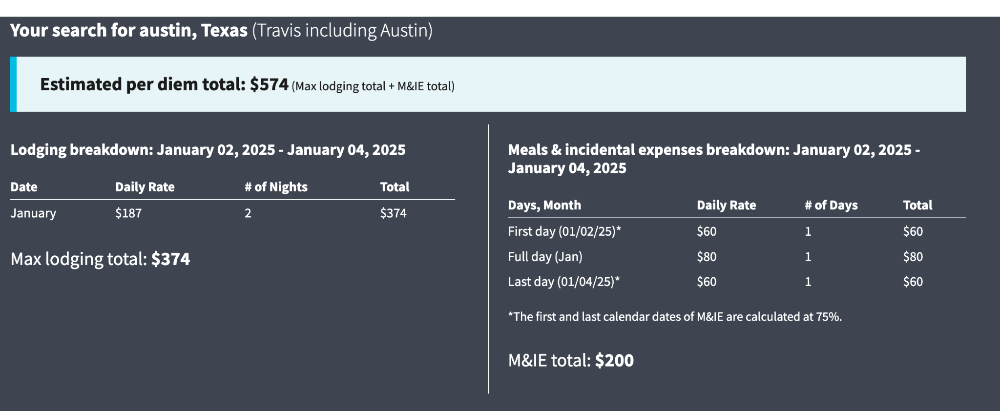 Your search for austin, Texas (Travis including Austin)
Estimated per diem total: $574 (Max lodging total + M&IE total)
Lodging breakdown: January 02, 2025 - January 04, 2025
Date Daily Rate # of Nights Total
January $187 2 $374
Max lodging total: $374
Meals & incidental expenses breakdown: January 02, 2025 -
January 04, 2025
Days, Month Daily Rate # of Days Total
First day (01/02/25)* $60 1 $60
Full day (Jan) $80 1 $80
Last day (01/04/25)* $60 1 $60
*The first and last calendar dates of M&IE are calculated at 75%.
M&IE total: $200